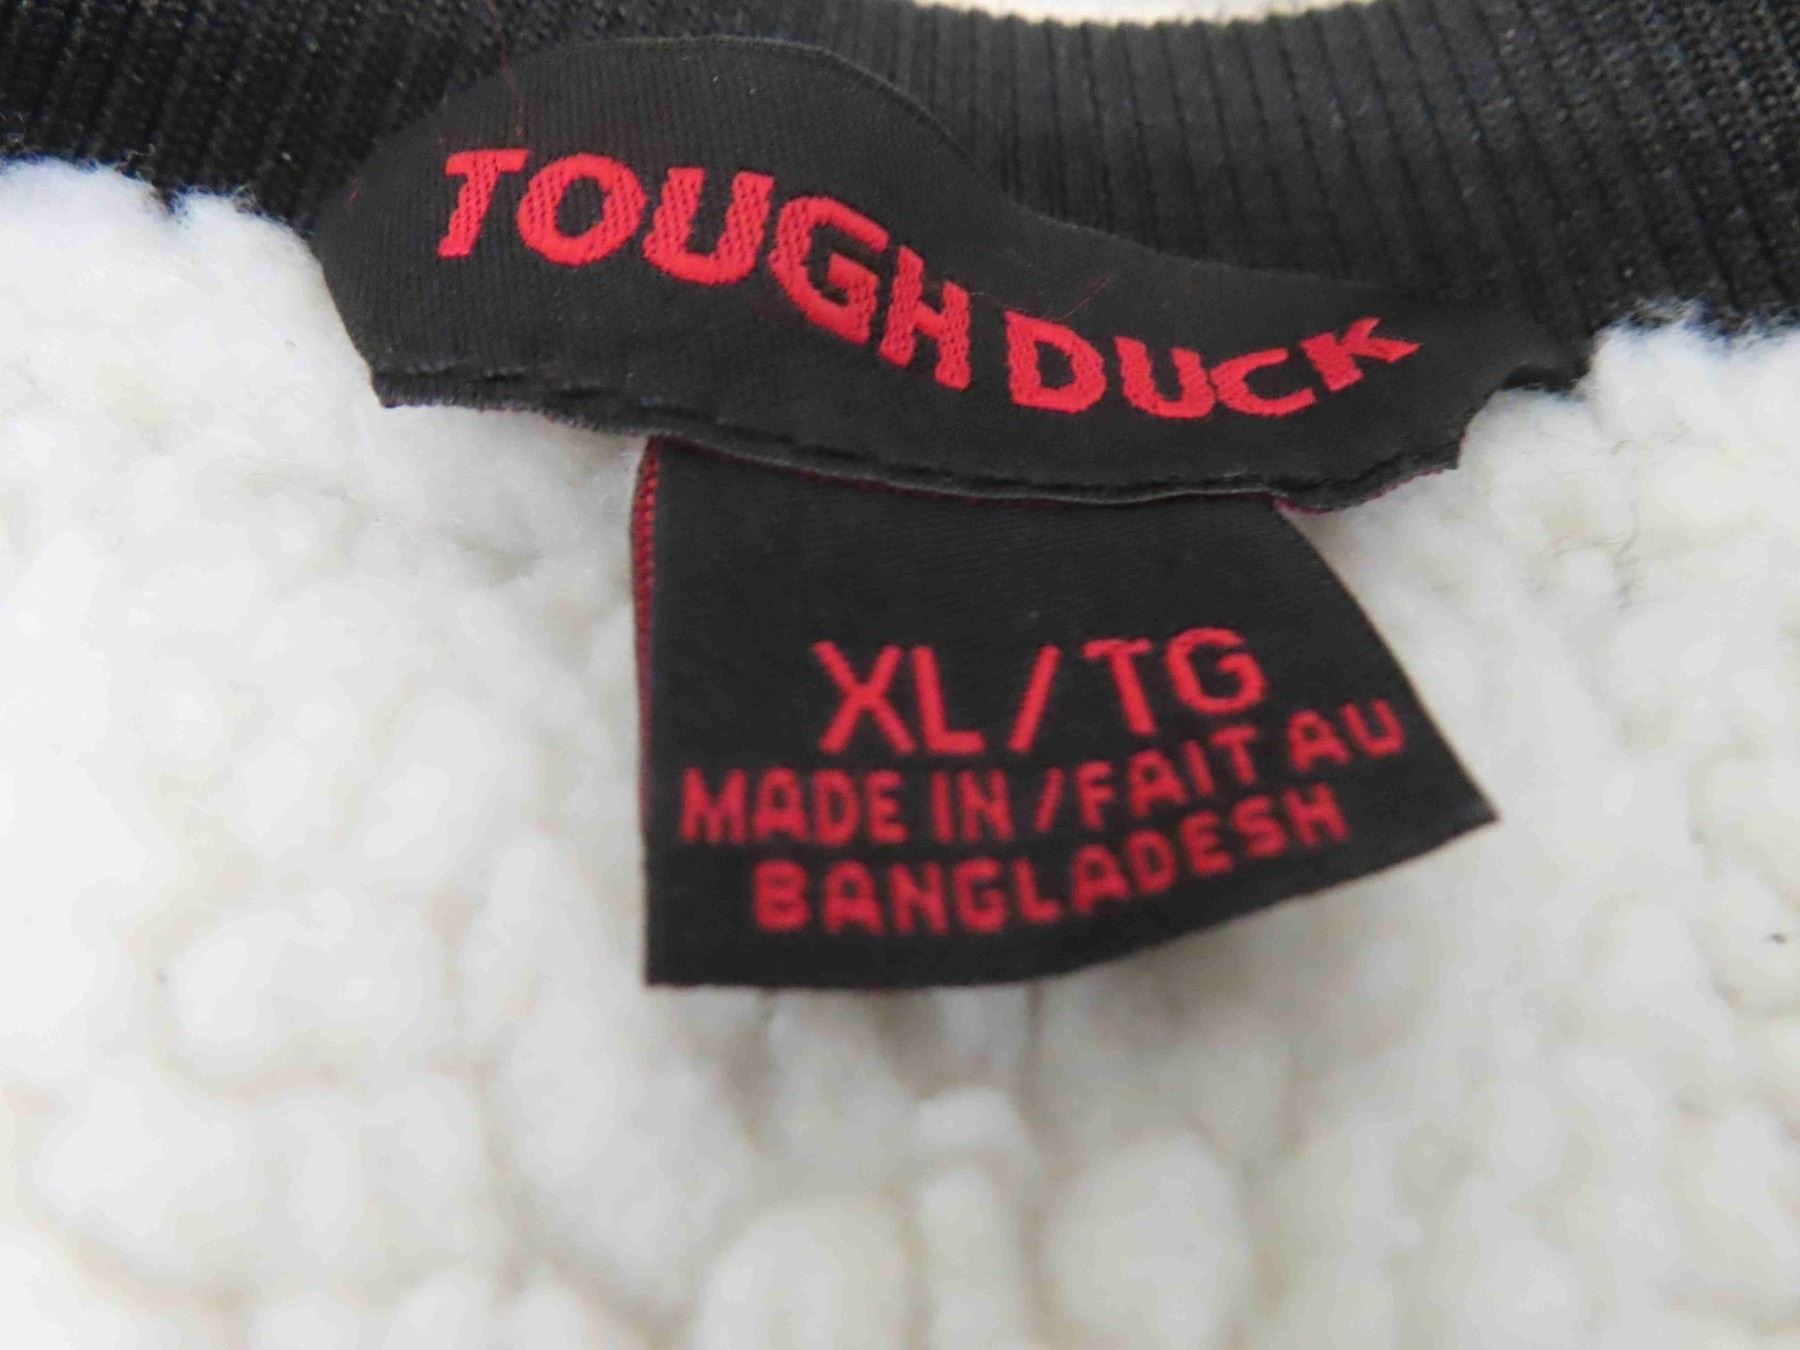 TOUGH DUCK
XL/TG
MADE IN/FAIT AU
BANGLADESH